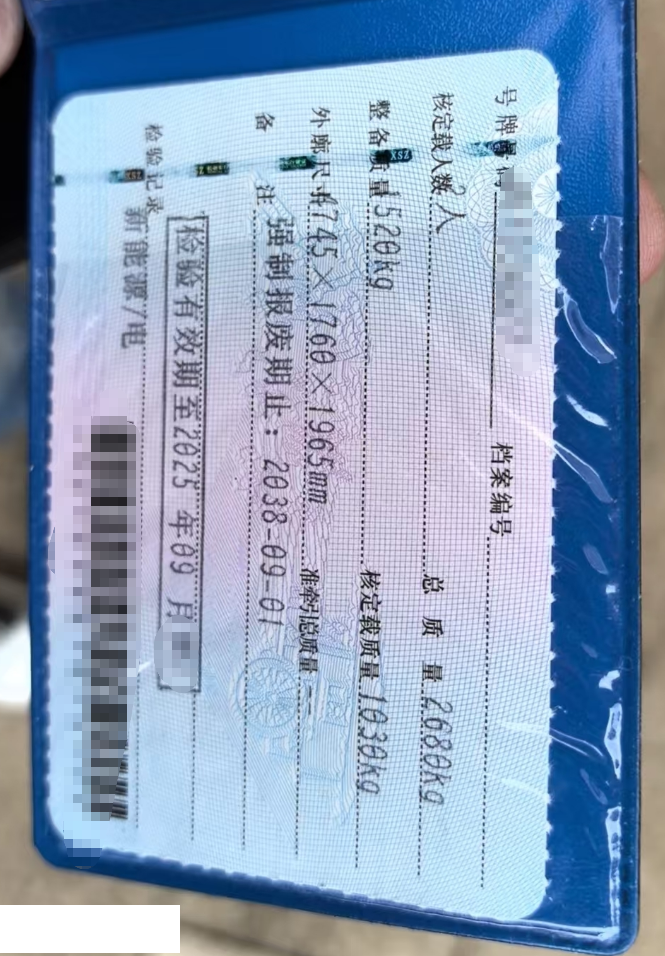 号牌号码 档案编号
核定载人数 2人 总质量 2680kg
整备质量 1520kg 核定载质量 1030kg
外廓尺寸 4745×1760×1965mm 准牵引总质量
备注 强制报废期止：2038-09-01
检验有效期至2025年09月
检验记录
新能源/电